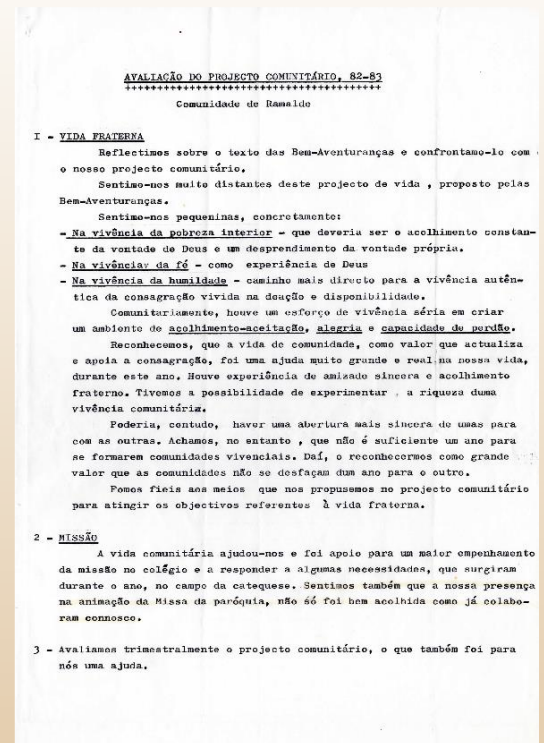 AVALIAÇÃO DO PROJECTO COMUNITÁRIO, 82-83
++++++++++++++++++++++++++++++++++++++++
Comunidade de Ramalde
I - VIDA FRATERNA
Reflectimos sobre o texto das Bem-Aventuranças e confrontamo-lo com
o nosso projecto comunitário.
Sentimo-nos muito distantes deste projecto de vida , proposto pelas
Bem-Aventuranças.
Sentimo-nos pequeninas, concretamente:
- Na vivência da pobreza interior - que deveria ser o acolhimento constan-
te da vontade de Deus e um desprendimento da vontade própria.
- Na vivência da fé - como experiência de Deus
- Na vivência da humildade - caminho mais directo para a vivência autên-
tica da consagração vivida na doação e disponibilidade.
Comunitariamente, houve um esforço de vivência séria em criar
um ambiente de acolhimento-aceitação, alegria e capacidade de perdão.
Reconhecemos, que a vida de comunidade, como valor que actualiza
e apoia a consagração, foi uma ajuda muito grande e real na nossa vida,
durante este ano. Houve experiência de amizade sincera e acolhimento
fraterno. Tivemos a possibilidade de experimentar , a riqueza duma
vivência comunitária.
Poderia, contudo, haver uma abertura mais sincera de umas para
com as outras. Achamos, no entanto , que não é suficiente um ano para
se formarem comunidades vivenciais. Daí, o reconhecermos como grande
valor que as comunidades não se desfaçam dum ano para o outro.
Fomos fieis aos meios que nos propusemos no projecto comunitário
para atingir os objectivos referentes à vida fraterna.
2 - MISSÃO
A vida comunitária ajudou-nos e foi apoio para um maior empenhamento
da missão no colégio e a responder a algumas necessidades, que surgiram
durante o ano, no campo da catequese. Sentimos também que a nossa presença
na animação da Missa da paróquia, não só foi bem acolhida como já colabo-
ram connosco.
3 - Avaliamos trimestralmente o projecto comunitário, o que também foi para
nós uma ajuda.